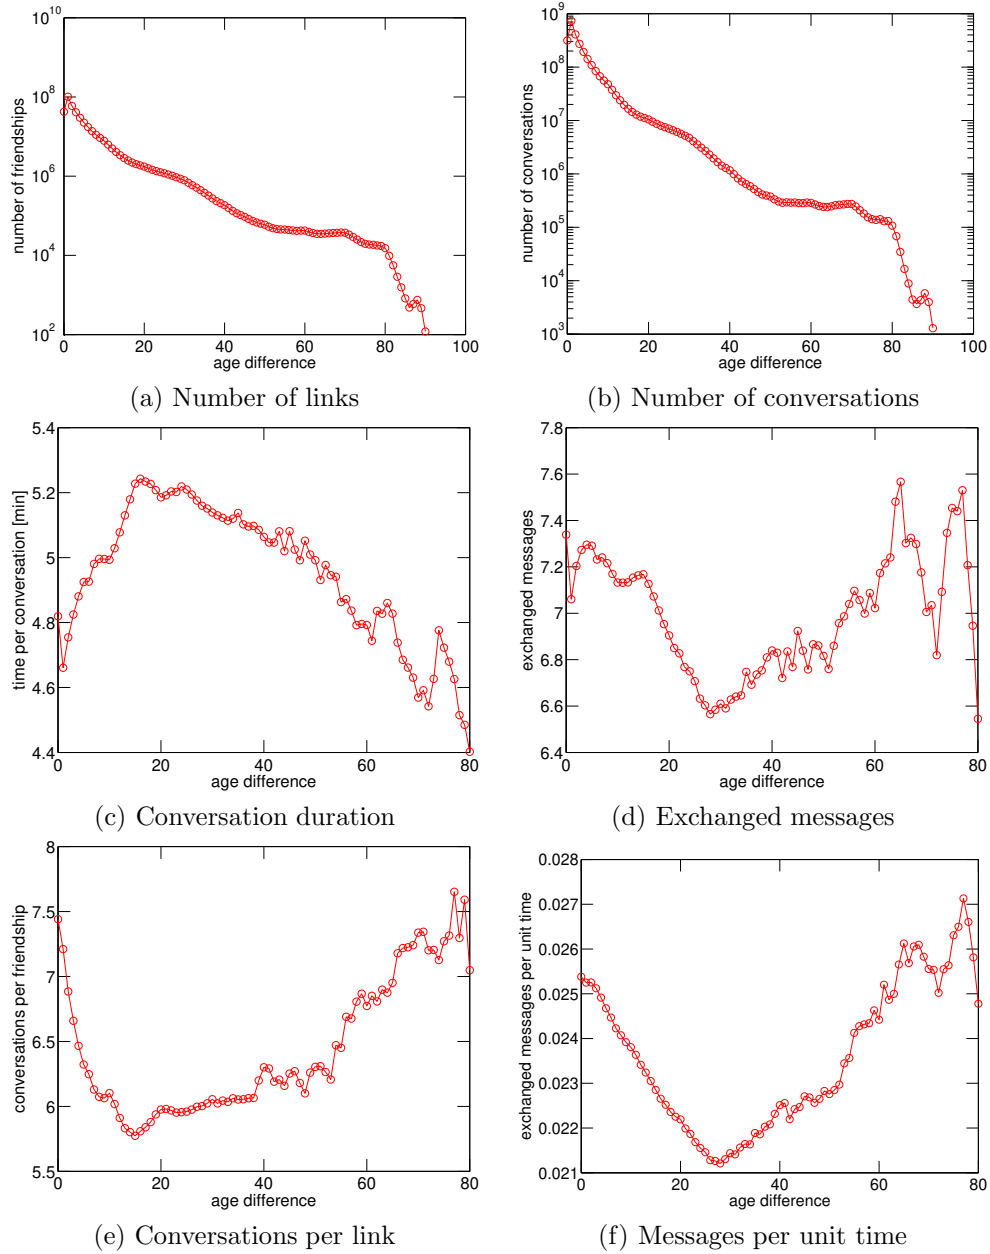 10^10
10^8
10^6
10^4
10^2
number of friendships
0 20 40 60 80 100
age difference
(a) Number of links
10^9
10^8
10^7
10^6
10^5
10^4
10^3
number of conversations
0 20 40 60 80 100
age difference
(b) Number of conversations
5.4
5.2
5
4.8
4.6
4.4
time per conversation [min]
0 20 40 60 80
age difference
(c) Conversation duration
7.8
7.4
7.2
7
6.8
6.4
exchanged messages
0 20 40 60 80
age difference
(d) Exchanged messages
8
7.5
7
6.5
6
5.5
conversations per friendship
0 20 40 60 80
age difference
(e) Conversations per link
0.028
0.027
0.026
0.025
0.024
0.023
0.022
0.021
exchanged messages per unit time
0 20 40 60 80
age difference
(f) Messages per unit time